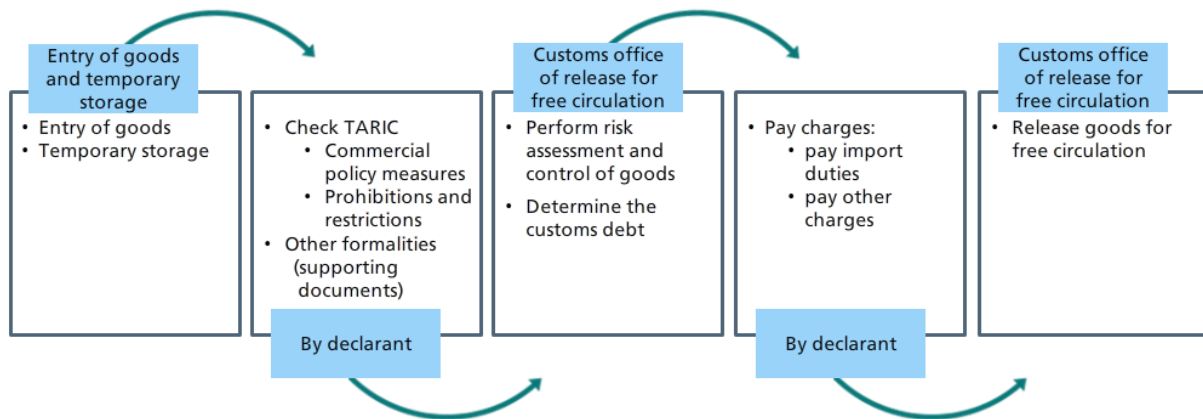 Entry of goods
and temporary
storage
• Entry of goods
• Temporary storage
• Check TARIC
• Commercial
policy measures
• Prohibitions and
restrictions
• Other formalities
(supporting
documents)
By declarant
Customs office
of release for
free circulation
• Perform risk
assessment and
control of goods
• Determine the
customs debt
• Pay charges:
• pay import
duties
• pay other
charges
By declarant
Customs office
of release for
free circulation
• Release goods for
free circulation